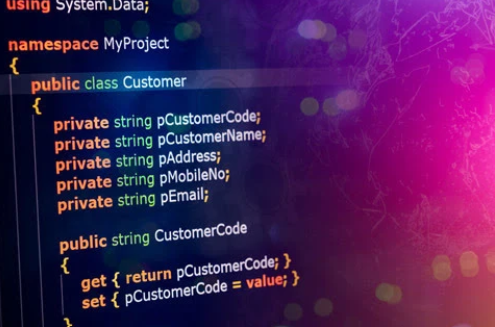 using System.Data;
namespace MyProject
{
public class Customer
{
private string pCustomerCode;
private string pCustomerName;
private string pAddress;
private string pMobileNo;
private string pEmail;
public string CustomerCode
{
get { return pCustomerCode; }
set { pCustomerCode = value; }
}